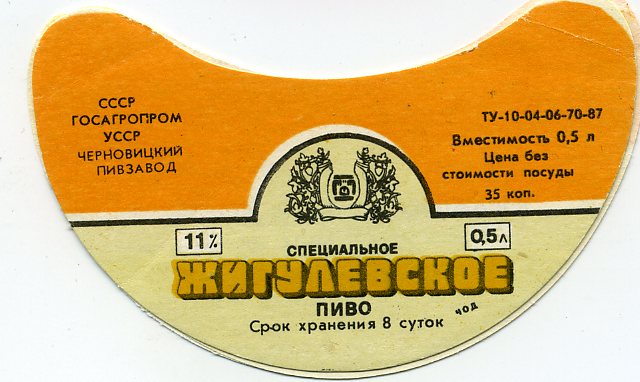 СССР
ГОСАГРОПРОМ
УССР
ЧЕРНОВИЦКИЙ
ПИВЗАВОД
ТУ-10-04-06-70-87
Вместимость 0,5 л
Цена без
стоимости посуды
35 коп.
11%
0,5л
СПЕЦИАЛЬНОЕ
ЖИГУЛЕВСКОЕ
ПИВО
Срок хранения 8 суток
чод